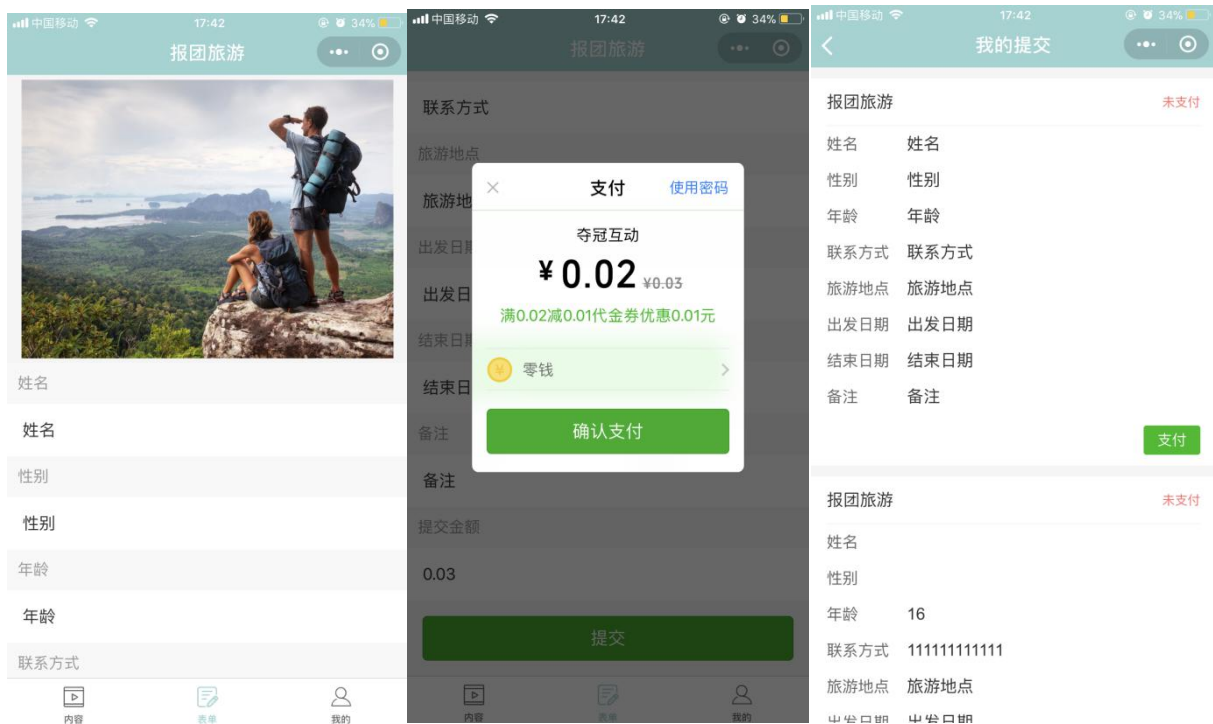 中国移动
17:42
34%
报团旅游
姓名
姓名
性别
性别
年龄
年龄
联系方式
内容
表单
我的
中国移动
17:42
34%
报团旅游
联系方式
旅游地点
旅游地
出发日期
出发日
结束日期
结束日
备注
备注
提交金额
0.03
提交
内容
表单
我的
支付
使用密码
夺冠互动
¥0.02 ¥0.03
满0.02减0.01代金券优惠0.01元
零钱
确认支付
中国移动
17:42
34%
我的提交
报团旅游 未支付
姓名 姓名
性别 性别
年龄 年龄
联系方式 联系方式
旅游地点 旅游地点
出发日期 出发日期
结束日期 结束日期
备注 备注
支付
报团旅游 未支付
姓名
性别
年龄 16
联系方式 111111111111
旅游地点 旅游地点
出发日期 出发日期